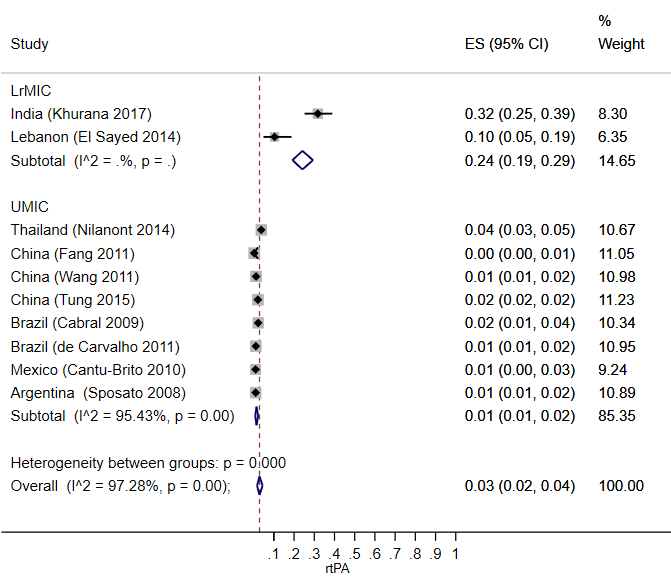 %
Study ES (95% CI) Weight
LrMIC
India (Khurana 2017) 0.32 (0.25, 0.39) 8.30
Lebanon (El Sayed 2014) 0.10 (0.05, 0.19) 6.35
Subtotal (I^2 = .%, p = .) 0.24 (0.19, 0.29) 14.65
UMIC
Thailand (Nilanont 2014) 0.04 (0.03, 0.05) 10.67
China (Fang 2011) 0.00 (0.00, 0.01) 11.05
China (Wang 2011) 0.01 (0.01, 0.02) 10.98
China (Tung 2015) 0.02 (0.02, 0.02) 11.23
Brazil (Cabral 2009) 0.02 (0.01, 0.04) 10.34
Brazil (de Carvalho 2011) 0.01 (0.01, 0.02) 10.95
Mexico (Cantu-Brito 2010) 0.01 (0.00, 0.03) 9.24
Argentina (Sposato 2008) 0.01 (0.01, 0.02) 10.89
Subtotal (I^2 = 95.43%, p = 0.00) 0.01 (0.01, 0.02) 85.35
Heterogeneity between groups: p = 0.000
Overall (I^2 = 97.28%, p = 0.00); 0.03 (0.02, 0.04) 100.00
.1 .2 .3 .4 .5 .6 .7 .8 .9 1
rtPA